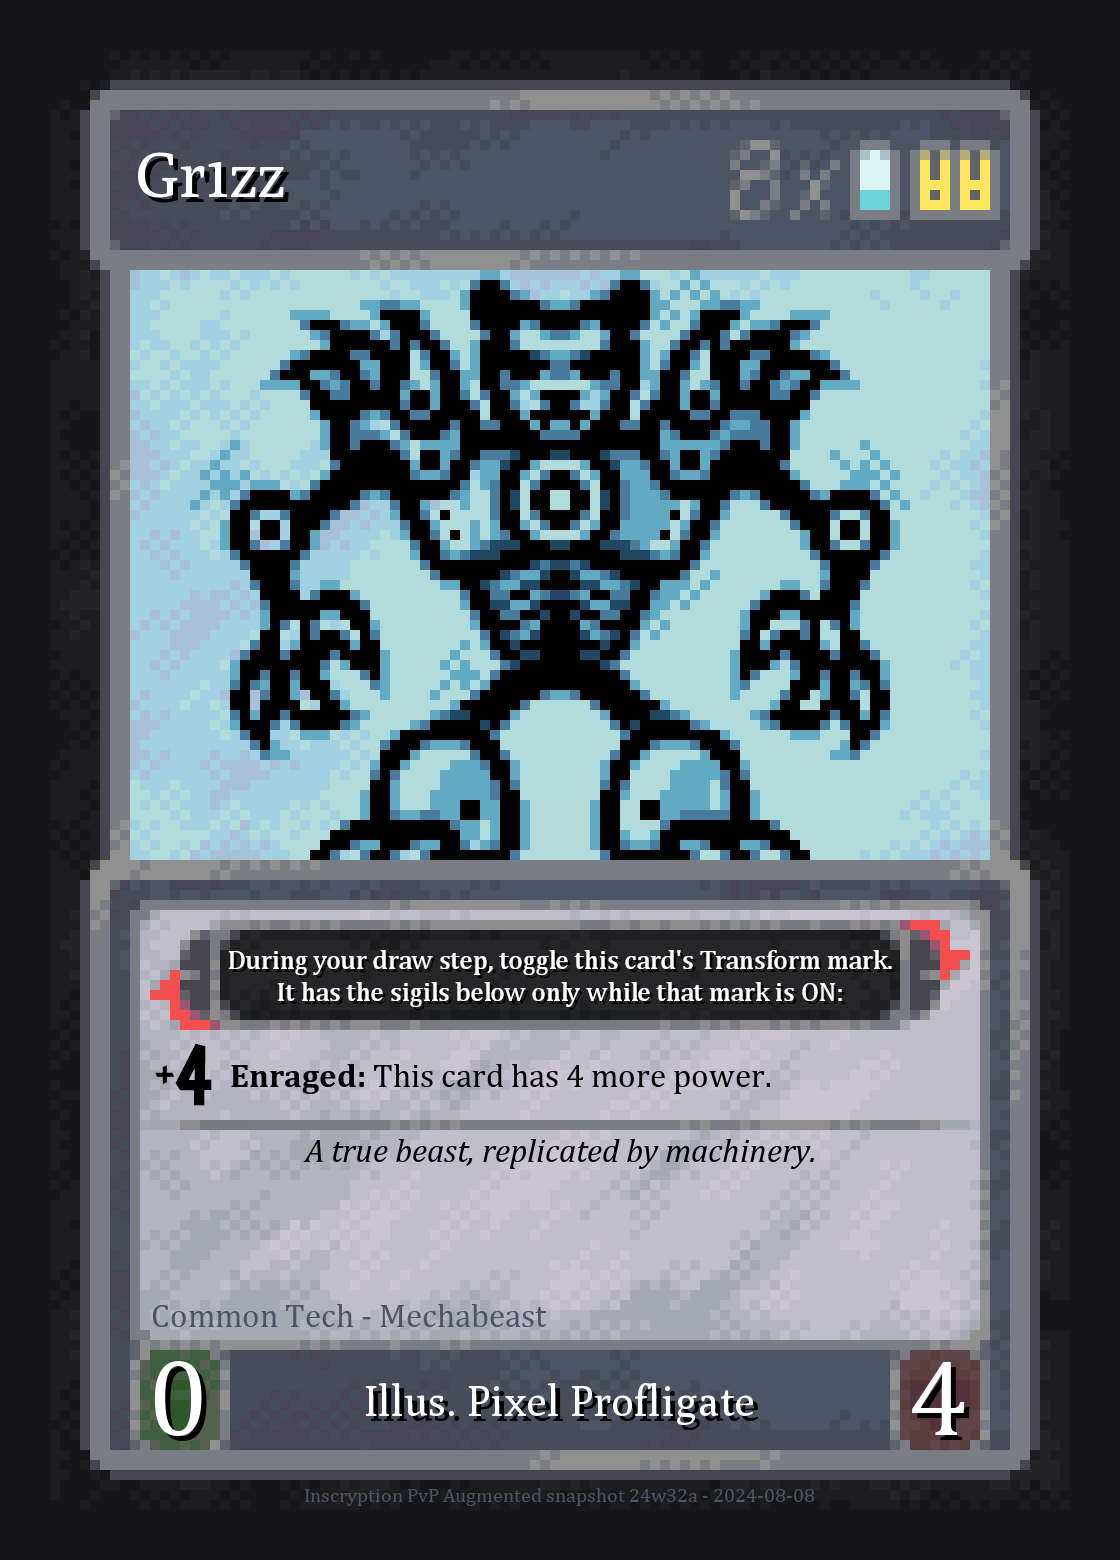 Gr1zz 8x
During your draw step, toggle this card's Transform mark.
It has the sigils below only while that mark is ON:
+4 Enraged: This card has 4 more power.
A true beast, replicated by machinery.
Common Tech - Mechabeast
0 Illus. Pixel Profligate 4
Inscryption PvP Augmented snapshot 24w32a - 2024-08-08